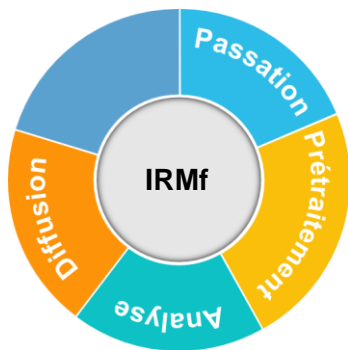 Passation
Prétraitement
Analyse
Diffusion
IRMf